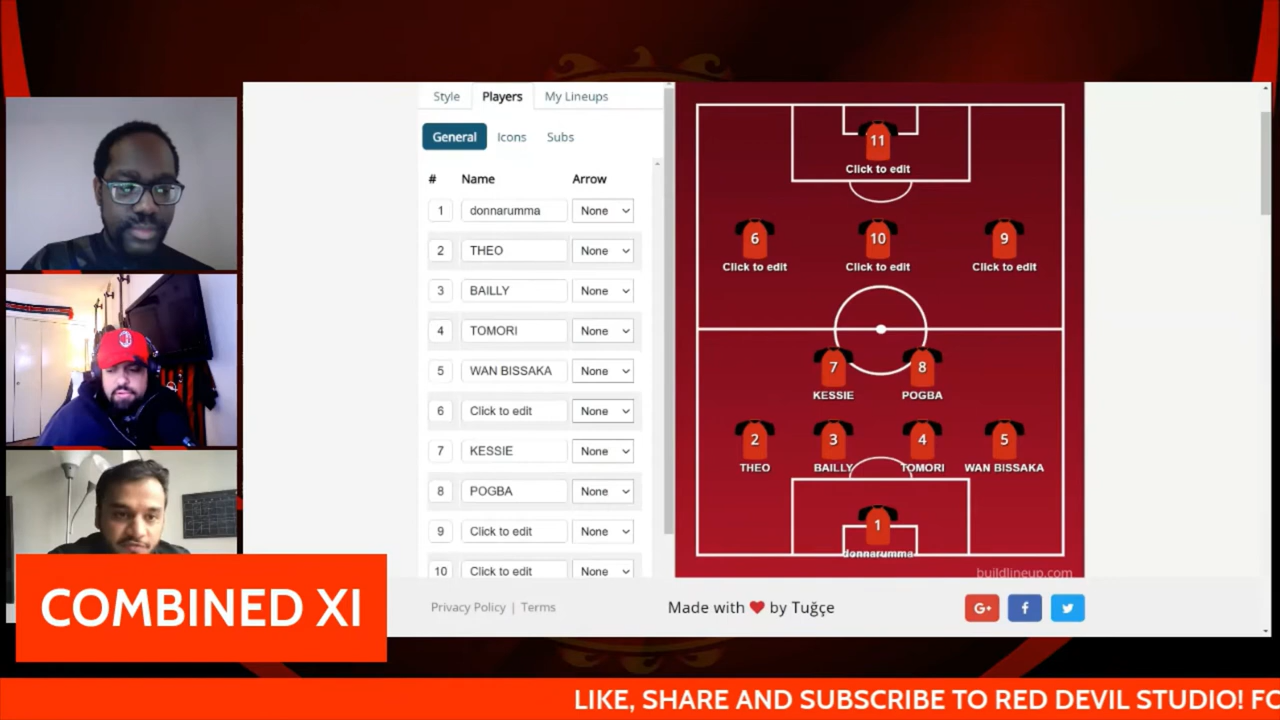 Style Players My Lineups
General Icons Subs
# Name Arrow
1 donnarumma None
2 THEO None
3 BAILLY None
4 TOMORI None
5 WAN BISSAKA None
6 Click to edit None
7 KESSIE None
8 POGBA None
9 Click to edit None
10 Click to edit None
11
Click to edit
6 10 9
Click to edit Click to edit Click to edit
7 8
KESSIE POGBA
2 3 4 5
THEO BAILLY TOMORI WAN BISSAKA
1
donnarumma
buildlineup.com
Privacy Policy | Terms
Made with ❤ by Tuğçe
G+ f
COMBINED XI
LIKE, SHARE AND SUBSCRIBE TO RED DEVIL STUDIO! FO